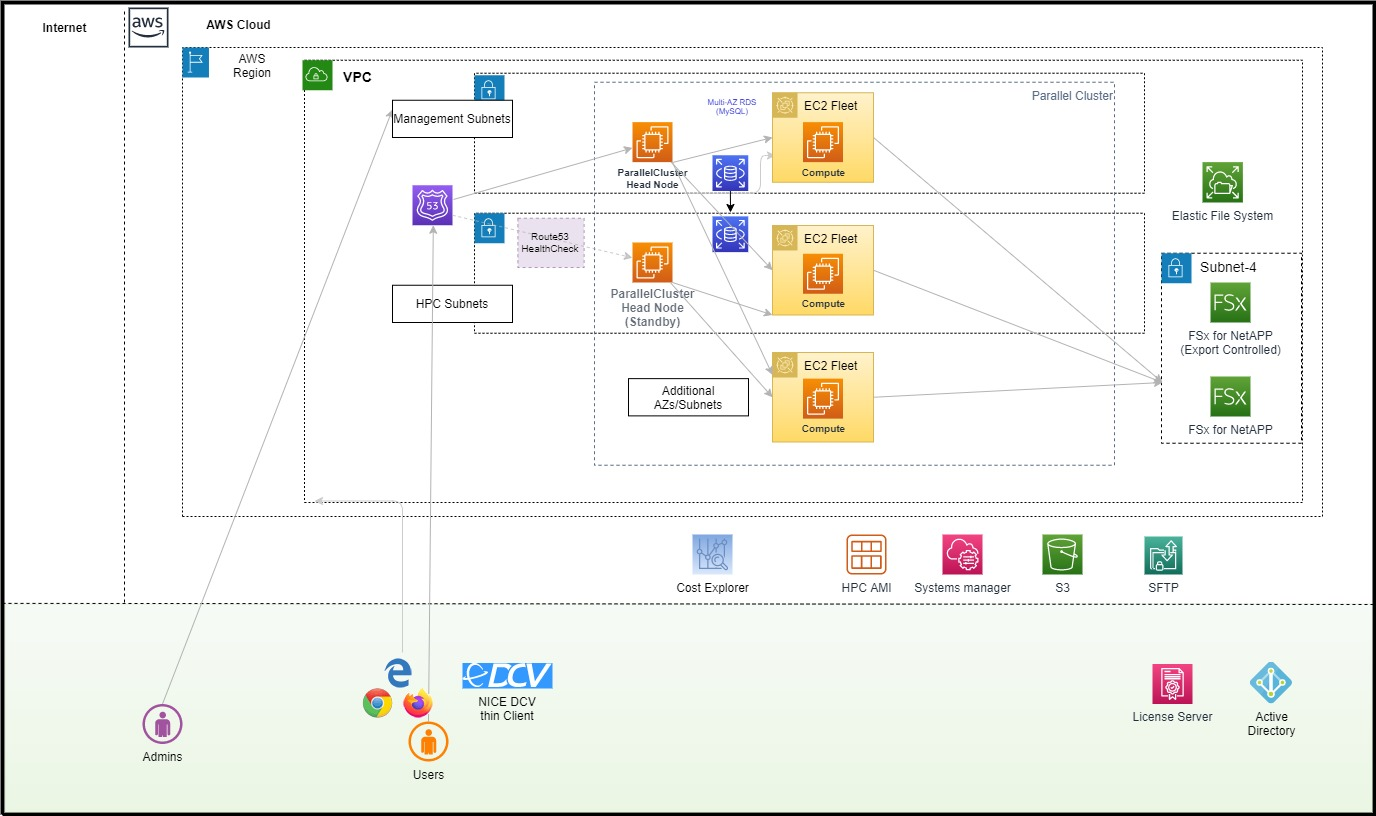 Internet
aws
AWS Cloud
AWS
Region
VPC
Management Subnets
Multi-AZ RDS
(MySQL)
EC2 Fleet
Parallel Cluster
ParallelCluster
Head Node
Compute
53
Elastic File System
Route53
HealthCheck
EC2 Fleet
Compute
HPC Subnets
ParallelCluster
Head Node
(Standby)
Subnet-4
FSx
FSx for NetAPP
(Export Controlled)
EC2 Fleet
Compute
Additional
AZs/Subnets
FSx
FSx for NetAPP
Cost Explorer
HPC AMI
Systems manager
S3
SFTP
DCV
NICE DCV
thin Client
License Server
Active
Directory
Admins
Users